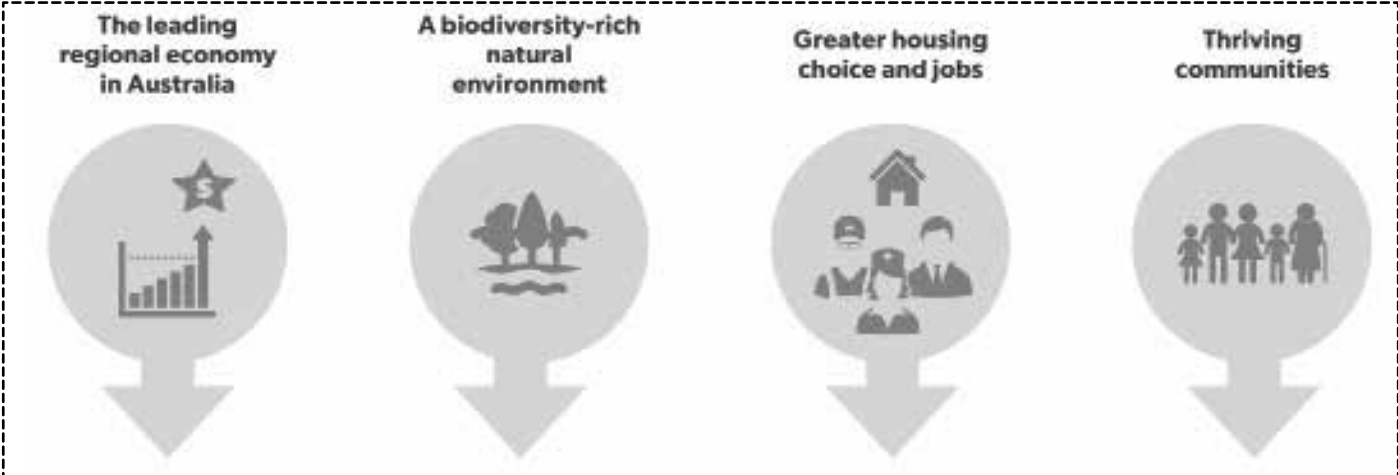 The leading
regional economy
in Australia
A biodiversity-rich
natural
environment
Greater housing
choice and jobs
Thriving
communities
S